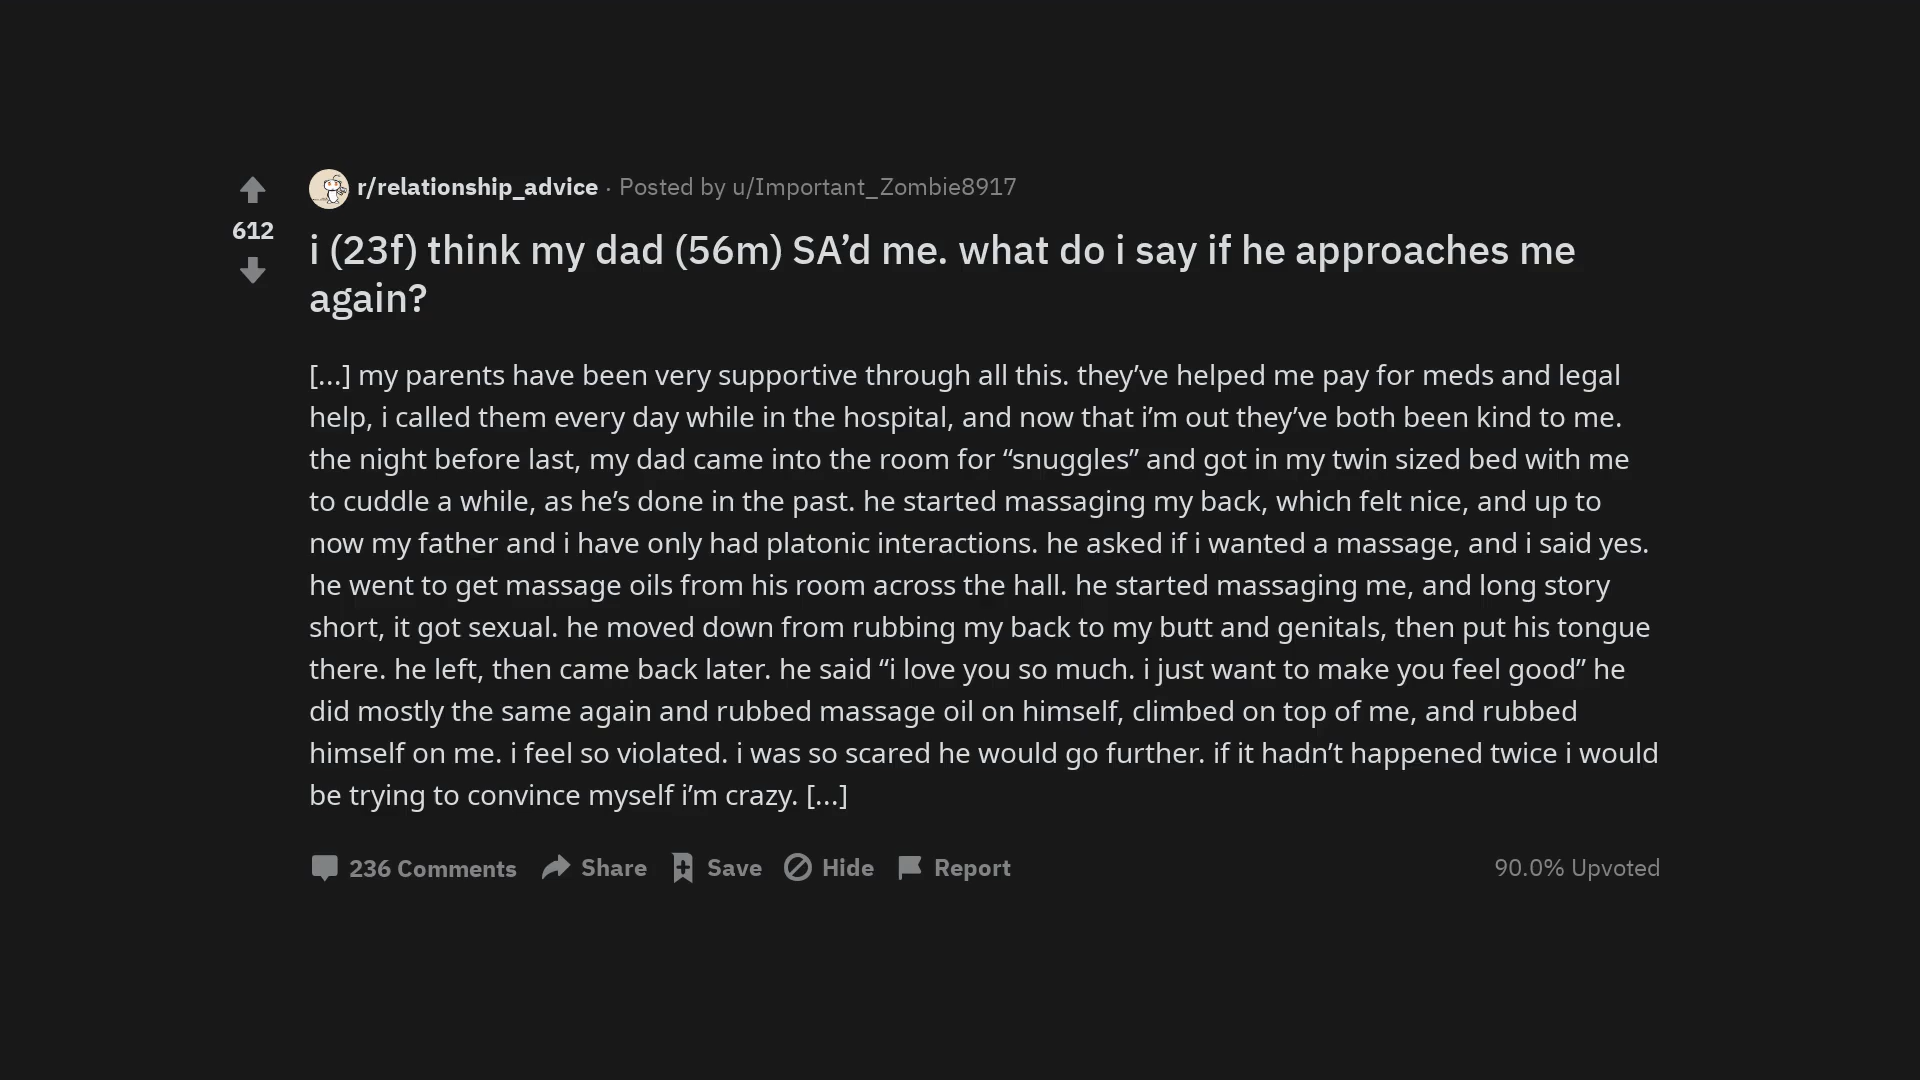 r/relationship_advice · Posted by u/Important_Zombie8917
612
i (23f) think my dad (56m) SA’d me. what do i say if he approaches me
again?
[...] my parents have been very supportive through all this. they’ve helped me pay for meds and legal
help, i called them every day while in the hospital, and now that i’m out they’ve both been kind to me.
the night before last, my dad came into the room for “snuggles” and got in my twin sized bed with me
to cuddle a while, as he’s done in the past. he started massaging my back, which felt nice, and up to
now my father and i have only had platonic interactions. he asked if i wanted a massage, and i said yes.
he went to get massage oils from his room across the hall. he started massaging me, and long story
short, it got sexual. he moved down from rubbing my back to my butt and genitals, then put his tongue
there. he left, then came back later. he said “i love you so much. i just want to make you feel good” he
did mostly the same again and rubbed massage oil on himself, climbed on top of me, and rubbed
himself on me. i feel so violated. i was so scared he would go further. if it hadn’t happened twice i would
be trying to convince myself i’m crazy. [...]
236 Comments Share Save Hide Report 90.0% Upvoted